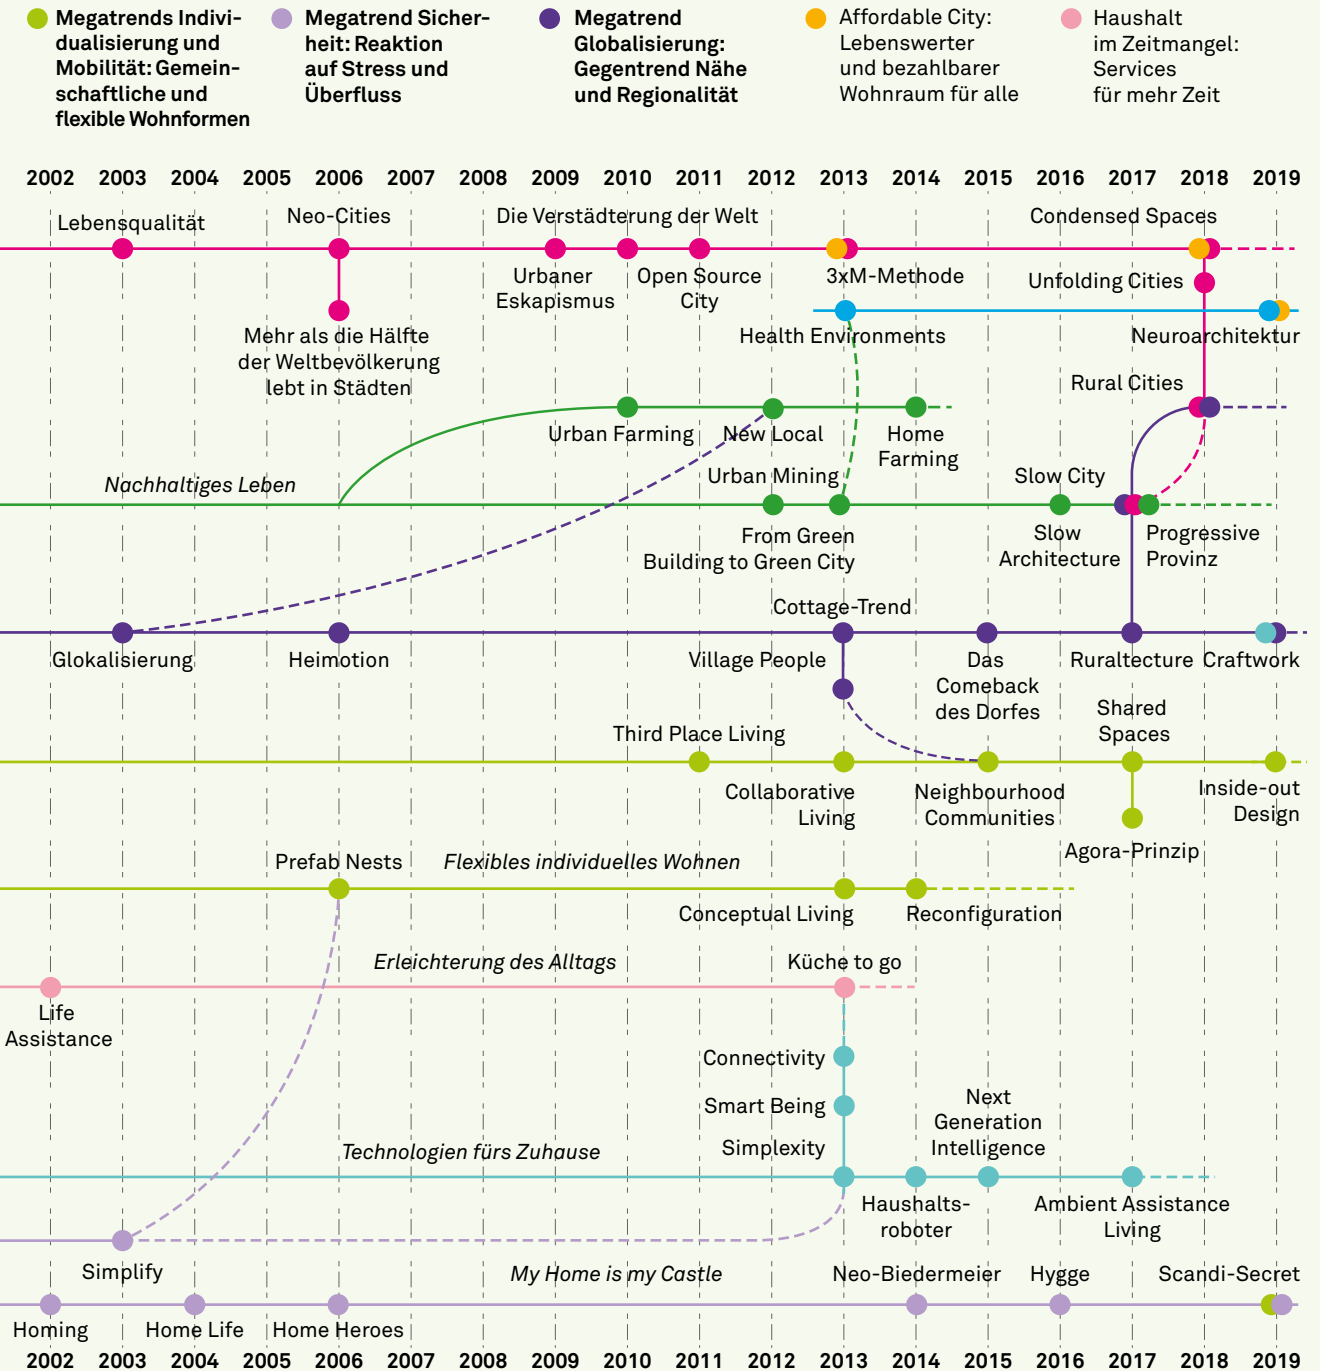 Megatrends Indivi-
dualisierung und
Mobilität: Gemein-
schaftliche und
flexible Wohnformen
Megatrend Sicher-
heit: Reaktion
auf Stress und
Überfluss
Megatrend
Globalisierung:
Gegentrend Nähe
und Regionalität
Affordable City:
Lebenswerter
und bezahlbarer
Wohnraum für alle
Haushalt
im Zeitmangel:
Services
für mehr Zeit
2002 2003 2004 2005 2006 2007 2008 2009 2010 2011 2012 2013 2014 2015 2016 2017 2018 2019
Lebensqualität
Neo-Cities
Die Verstädterung der Welt
Condensed Spaces
Urbaner
Eskapismus
Open Source
City
3xM-Methode
Unfolding Cities
Mehr als die Hälfte
der Weltbevölkerung
lebt in Städten
Health Environments
Neuroarchitektur
Rural Cities
Urban Farming
New Local
Home
Farming
Nachhaltiges Leben
Urban Mining
Slow City
From Green
Building to Green City
Slow
Architecture
Progressive
Provinz
Cottage-Trend
Glokalisierung
Heimotion
Village People
Das
Comeback
des Dorfes
Ruraltecture
Craftwork
Third Place Living
Shared
Spaces
Collaborative
Living
Neighbourhood
Communities
Inside-out
Design
Agora-Prinzip
Prefab Nests
Flexibles individuelles Wohnen
Conceptual Living
Reconfiguration
Erleichterung des Alltags
Küche to go
Life
Assistance
Connectivity
Smart Being
Simplexity
Next
Generation
Intelligence
Technologien fürs Zuhause
Haushalts-
roboter
Ambient Assistance
Living
Simplify
My Home is my Castle
Neo-Biedermeier
Hygge
Scandi-Secret
Homing
Home Life
Home Heroes
2002 2003 2004 2005 2006 2007 2008 2009 2010 2011 2012 2013 2014 2015 2016 2017 2018 2019